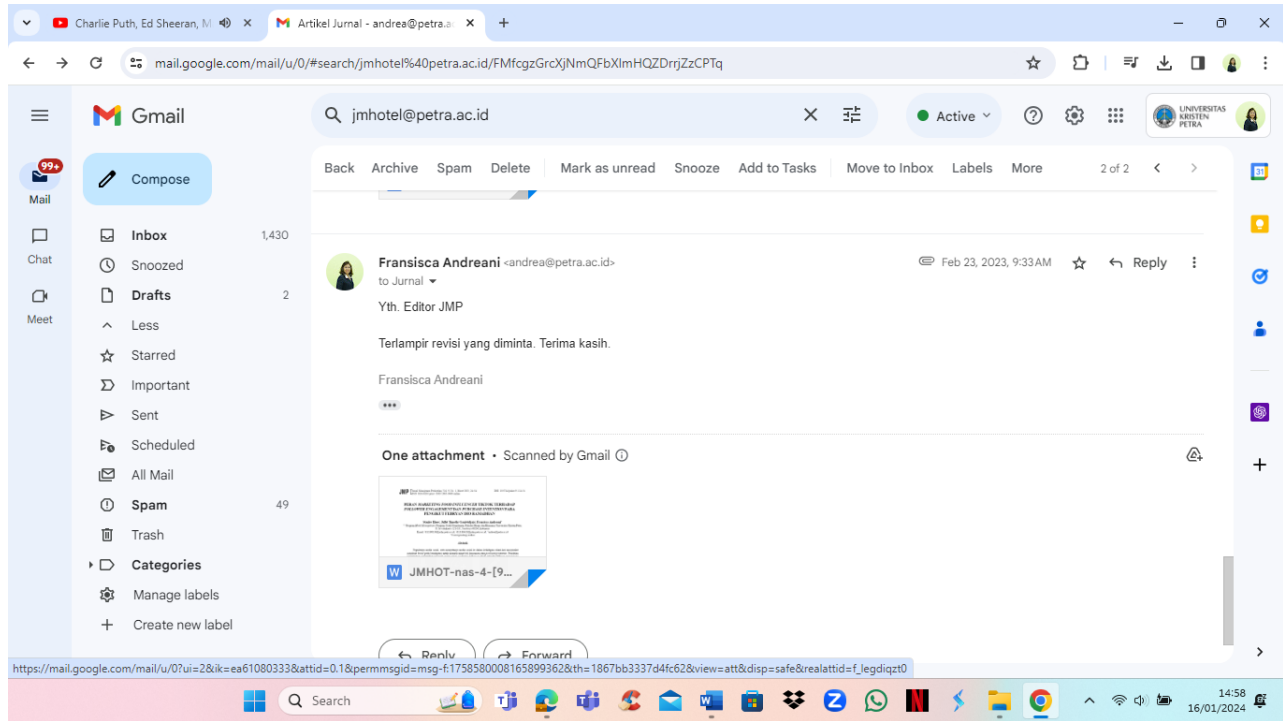 Charlie Puth, Ed Sheeran, M
Artikel Jurnal - andrea@petra.a
mail.google.com/mail/u/0/#search/jmhotel%40petra.ac.id/FMfcgzGrcXjNmQFbXlmHQZDrrjZzCPTq
Gmail
jmhotel@petra.ac.id
Active
UNIVERSITAS
KRISTEN
PETRA
99+
Mail
Chat
Meet
Compose
Inbox 1,430
Snoozed
Drafts 2
Less
Starred
Important
Sent
Scheduled
All Mail
Spam 49
Trash
Categories
Manage labels
Create new label
Back Archive Spam Delete Mark as unread Snooze Add to Tasks Move to Inbox Labels More 2 of 2
31
Fransisca Andreani <andrea@petra.ac.id> Feb 23, 2023, 9:33 AM Reply
to Jurnal
Yth. Editor JMP
Terlampir revisi yang diminta. Terima kasih.
Fransisca Andreani
One attachment • Scanned by Gmail
JMP
W JMHOT-nas-4-[9...
Reply Forward
https://mail.google.com/mail/u/0?ui=2&ik=ea61080333&attid=0.1&permmsgid=msg-f:1758580008165899362&th=1867bb3337d4fc62&view=att&disp=safe&realattid=f_legdiqzt0
Search
14:58
16/01/2024